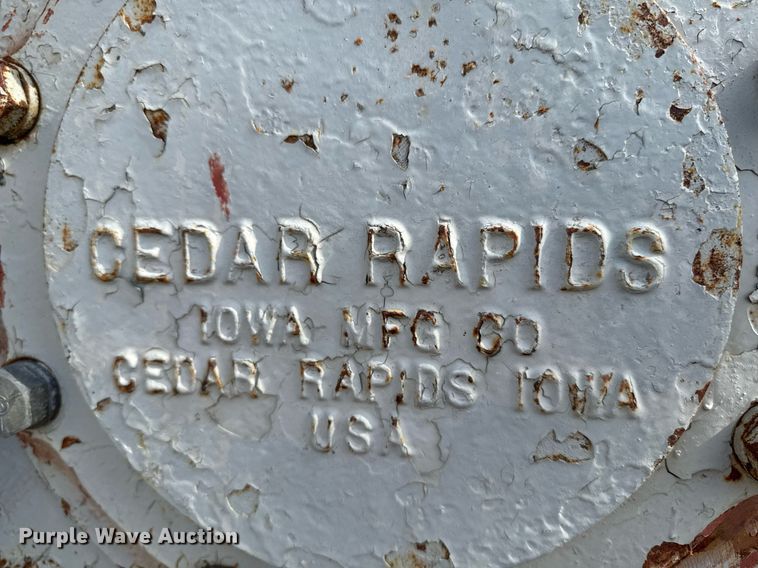 CEDAR RAPIDS
IOWA MFG CO
CEDAR RAPIDS IOWA
USA
Purple Wave Auction